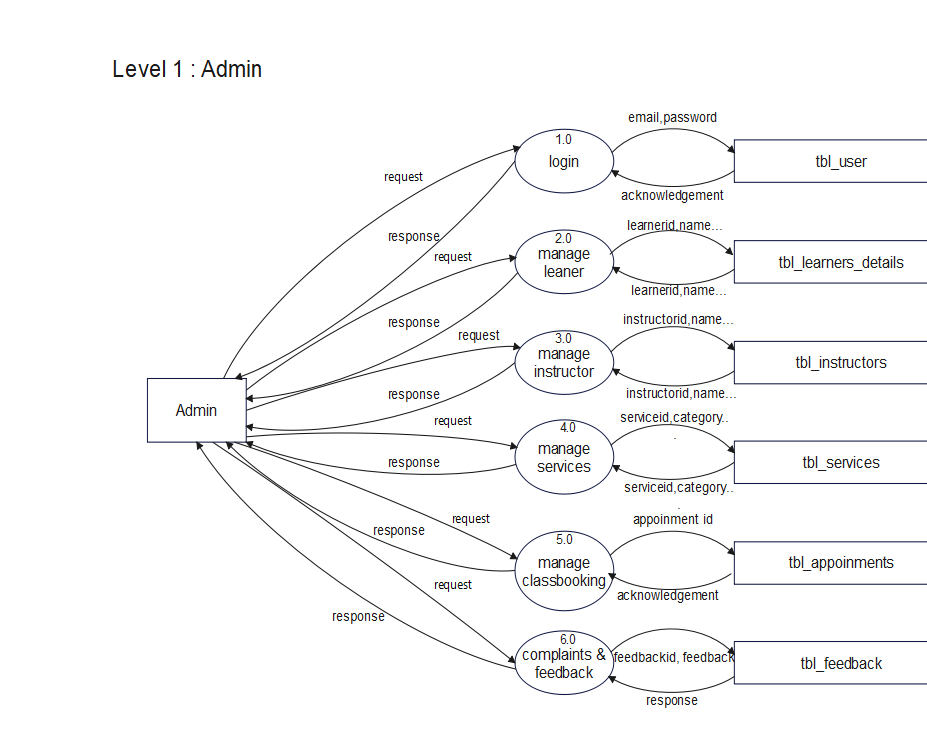 Level 1 : Admin
email,password
1.0
login
tbl_user
request
acknowledgement
learnerid,name...
response
2.0
manage
leaner
request
tbl_learners_details
learnerid,name...
instructorid,name...
response
request
3.0
manage
instructor
tbl_instructors
response
instructorid,name...
Admin
serviceid,category..
.
request
4.0
manage
services
response
tbl_services
serviceid,category..
.
request
appoinment id
response
5.0
manage
classbooking
tbl_appoinments
request
acknowledgement
response
6.0
complaints &
feedback
feedbackid, feedback
tbl_feedback
response